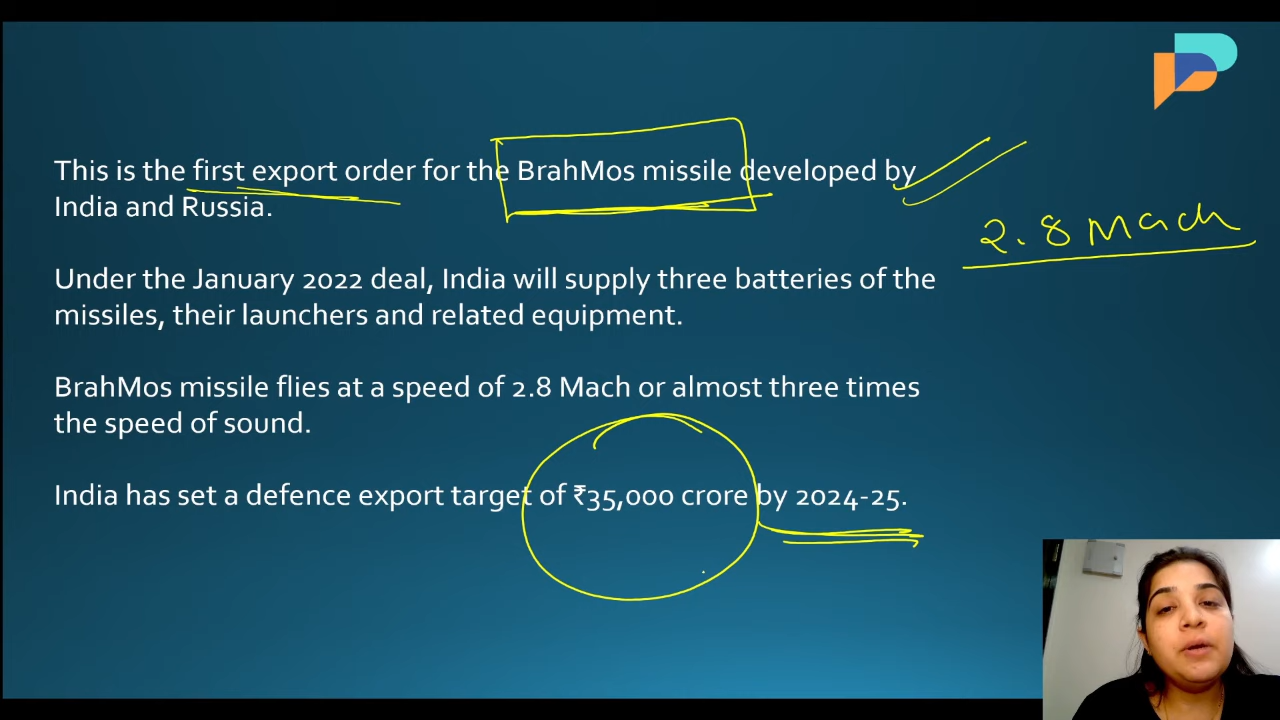 This is the first export order for the BrahMos missile developed by
India and Russia.
2.8 Mach
Under the January 2022 deal, India will supply three batteries of the
missiles, their launchers and related equipment.
BrahMos missile flies at a speed of 2.8 Mach or almost three times
the speed of sound.
India has set a defence export target of ₹35,000 crore by 2024-25.